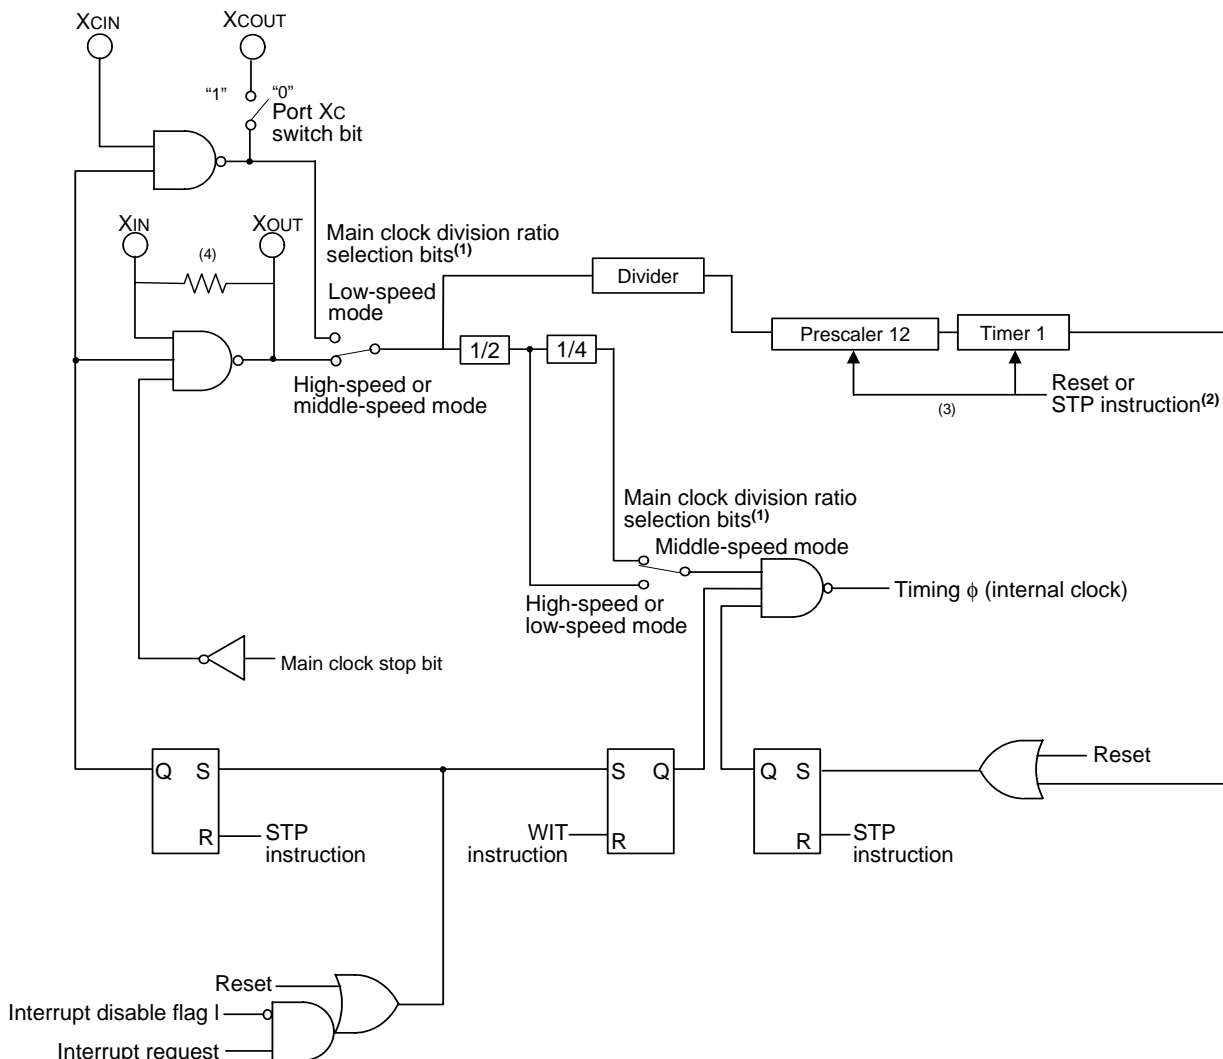 XCIN
XCOUT
“1”
“0”
Port XC
switch bit
XIN
XOUT
(4)
Main clock division ratio
selection bits(1)
Low-speed
mode
Divider
Prescaler 12
Timer 1
1/2
1/4
High-speed or
middle-speed mode
(3)
Reset or
STP instruction(2)
Main clock division ratio
selection bits(1)
Middle-speed mode
Timing ϕ (internal clock)
High-speed or
low-speed mode
Main clock stop bit
Reset
Q S
S Q
Q S
R
STP
instruction
WIT
instruction
R
R
STP
instruction
Reset
Interrupt disable flag I
Interrupt request